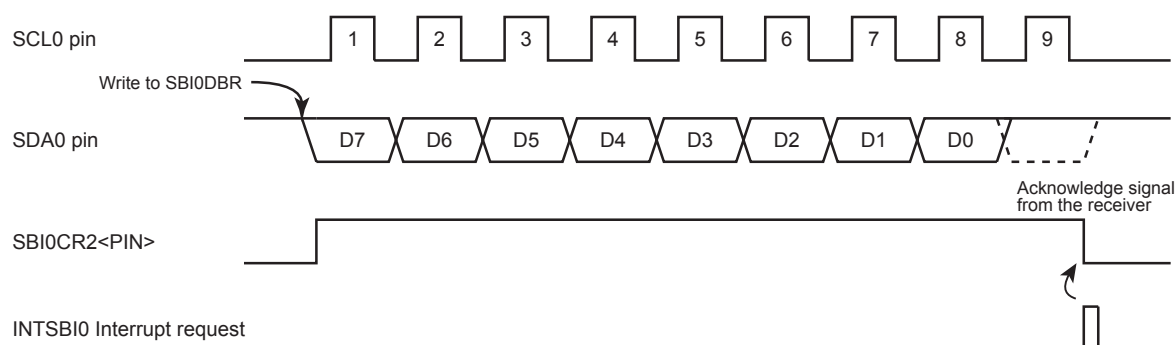 SCL0 pin
1 2 3 4 5 6 7 8 9
Write to SBI0DBR
SDA0 pin
D7 D6 D5 D4 D3 D2 D1 D0
Acknowledge signal
from the receiver
SBI0CR2<PIN>
INTSBI0 Interrupt request